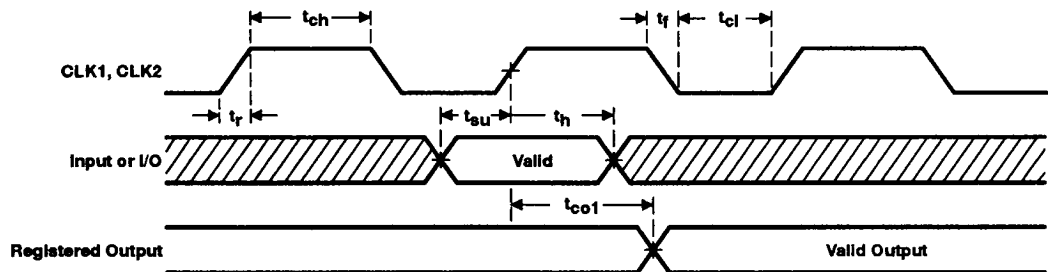 tch
tf
tcl
CLK1, CLK2
tr
tsu
th
Input or I/O
Valid
tco1
Registered Output
Valid Output